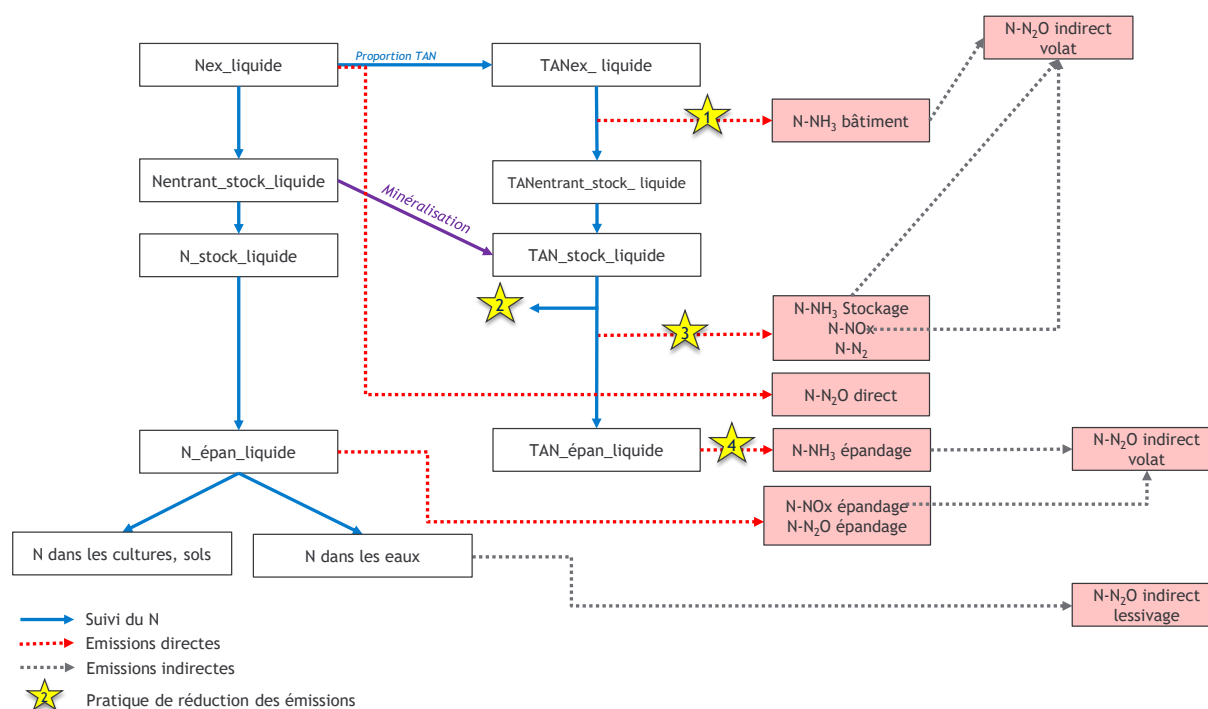 N-N₂O indirect
volat
Proportion TAN
Nex_liquide
TANex_ liquide
1
N-NH₃ bâtiment
Nentrant_stock_liquide
TANentrant_stock_ liquide
Minéralisation
N_stock_liquide
TAN_stock_liquide
2
N-NH₃ Stockage
N-NOx
N-N₂
3
N-N₂O direct
N_épan_liquide
TAN_épan_liquide
4
N-NH₃ épandage
N-N₂O indirect
volat
N-NOx épandage
N-N₂O épandage
N dans les cultures, sols
N dans les eaux
N-N₂O indirect
lessivage
Suivi du N
Emissions directes
Emissions indirectes
2
Pratique de réduction des émissions